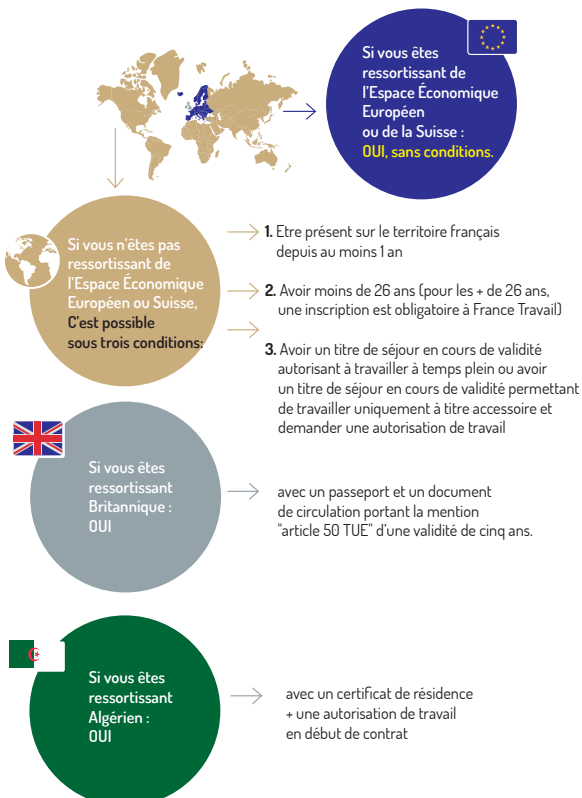 Si vous êtes
ressortissant de
l'Espace Économique
Européen
ou de la Suisse :
OUI, sans conditions.
Si vous n'êtes pas
ressortissant de
l'Espace Économique
Européen ou Suisse,
C'est possible
sous trois conditions:
1. Etre présent sur le territoire français
depuis au moins 1 an
2. Avoir moins de 26 ans (pour les + de 26 ans,
une inscription est obligatoire à France Travail)
3. Avoir un titre de séjour en cours de validité
autorisant à travailler à temps plein ou avoir
un titre de séjour en cours de validité permettant
de travailler uniquement à titre accessoire et
demander une autorisation de travail
Si vous êtes
ressortissant
Britannique :
OUI
avec un passeport et un document
de circulation portant la mention
"article 50 TUE" d'une validité de cinq ans.
Si vous êtes
ressortissant
Algérien :
OUI
avec un certificat de résidence
+ une autorisation de travail
en début de contrat